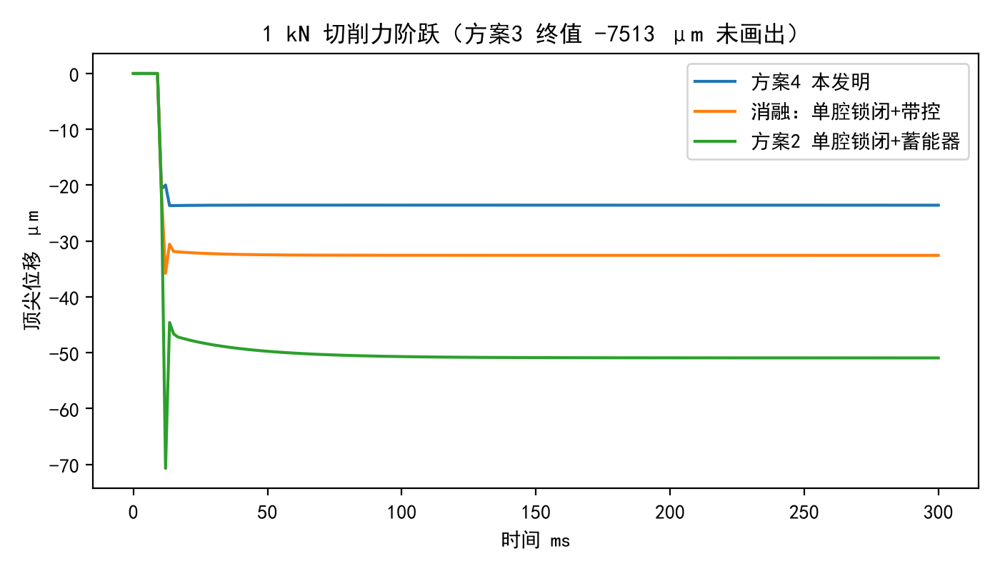 1 kN 切削力阶跃（方案3 终值 -7513 μm 未画出）
方案4 本发明
消融：单腔锁闭+带控
方案2 单腔锁闭+蓄能器
顶尖位移 μm
0
−10
−20
−30
−40
−50
−60
−70
0 50 100 150 200 250 300
时间 ms